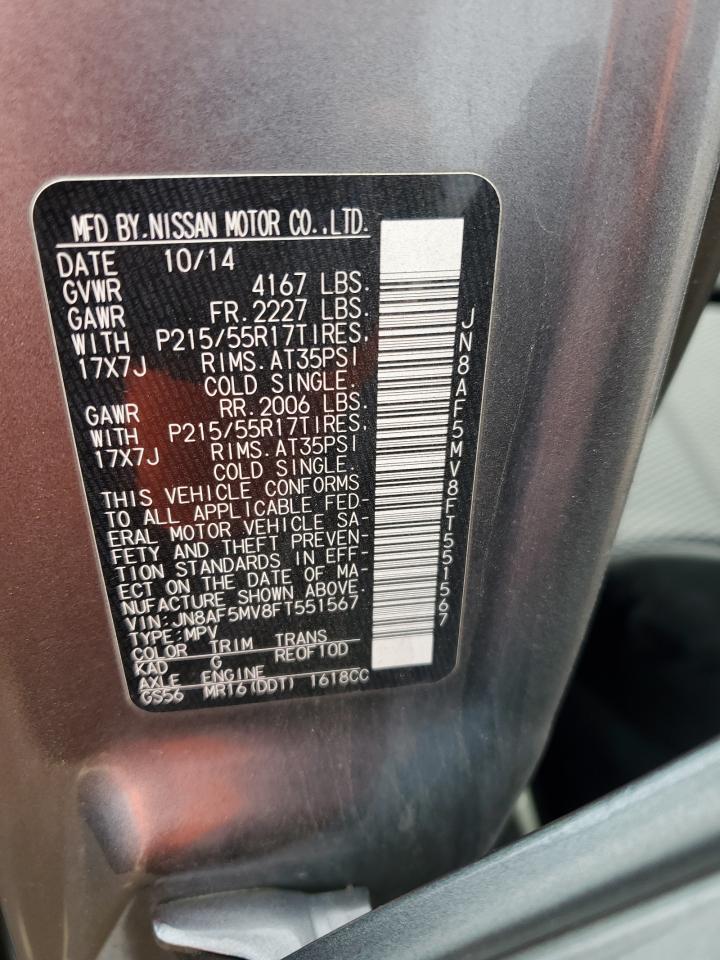 MFD BY.NISSAN MOTOR CO.,LTD.
DATE 10/14
GVWR 4167 LBS.
GAWR FR.2227 LBS.
WITH P215/55R17TIRES,
17X7J RIMS.AT35PSI
COLD SINGLE.
GAWR RR.2006 LBS.
WITH P215/55R17TIRES,
17X7J RIMS.AT35PSI
COLD SINGLE.
THIS VEHICLE CONFORMS
TO ALL APPLICABLE FED-
ERAL MOTOR VEHICLE SA-
FETY AND THEFT PREVEN-
TION STANDARDS IN EFF-
ECT ON THE DATE OF MA-
NUFACTURE SHOWN ABOVE
VIN:JN8AF5MV8FT551567
TYPE:MPV
COLOR TRIM TRANS
KAD G RE0F10D
AXLE ENGINE
GS56 MR16(DDT) 1618CC
JN8AF5MV8FT551567